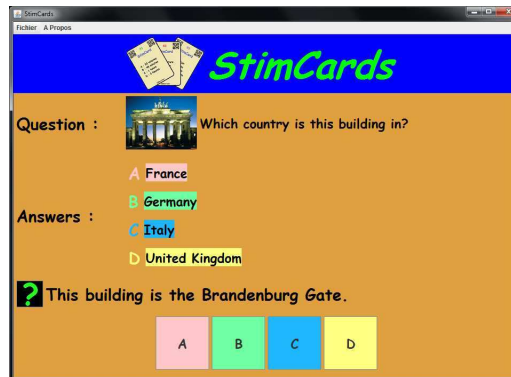 StimCards
Fichier A Propos
StimCards
Question :
Which country is this building in?
Answers :
A France
B Germany
C Italy
D United Kingdom
? This building is the Brandenburg Gate.
A B C D